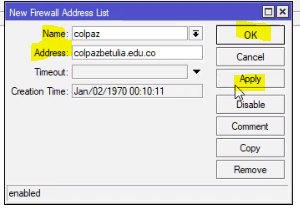 New Firewall Address List
Name: colpaz
OK
Address: colpazbetulia.edu.co
Cancel
Timeout:
Apply
Creation Time: Jan/02/1970 00:10:11
Disable
Comment
Copy
Remove
enabled